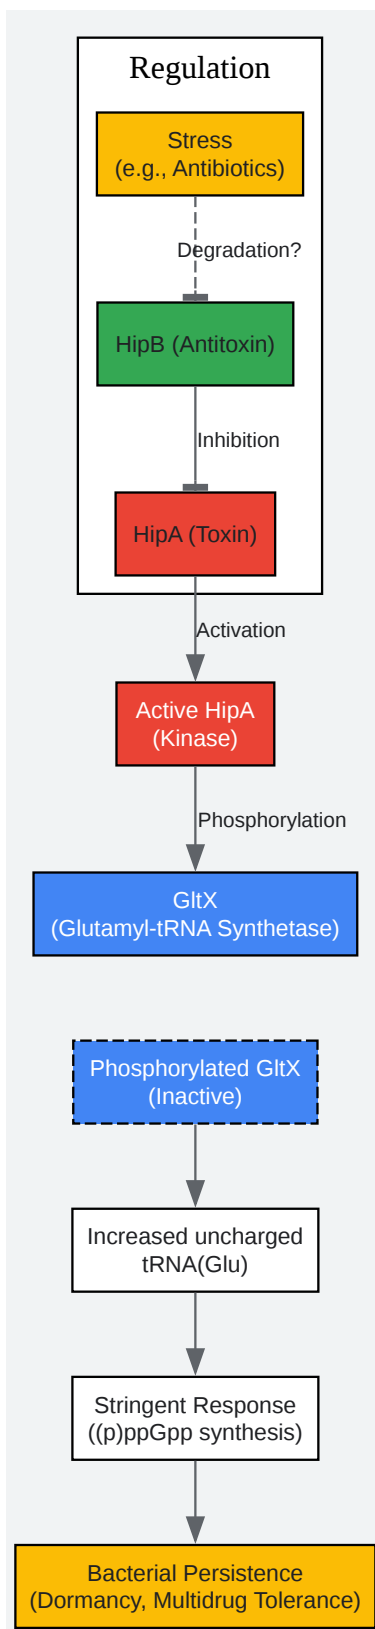 Regulation
Stress
(e.g., Antibiotics)
Degradation?
HipB (Antitoxin)
Inhibition
HipA (Toxin)
Activation
Active HipA
(Kinase)
Phosphorylation
GltX
(Glutamyl-tRNA Synthetase)
Phosphorylated GltX
(Inactive)
Increased uncharged
tRNA(Glu)
Stringent Response
((p)ppGpp synthesis)
Bacterial Persistence
(Dormancy, Multidrug Tolerance)